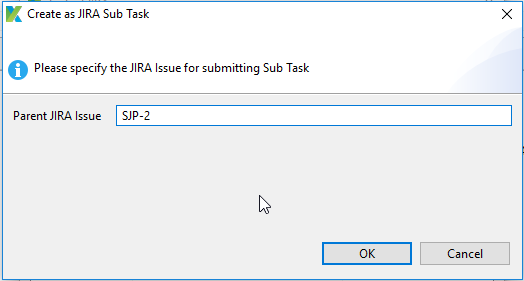 Create as JIRA Sub Task
Please specify the JIRA Issue for submitting Sub Task
Parent JIRA Issue SJP-2
OK Cancel